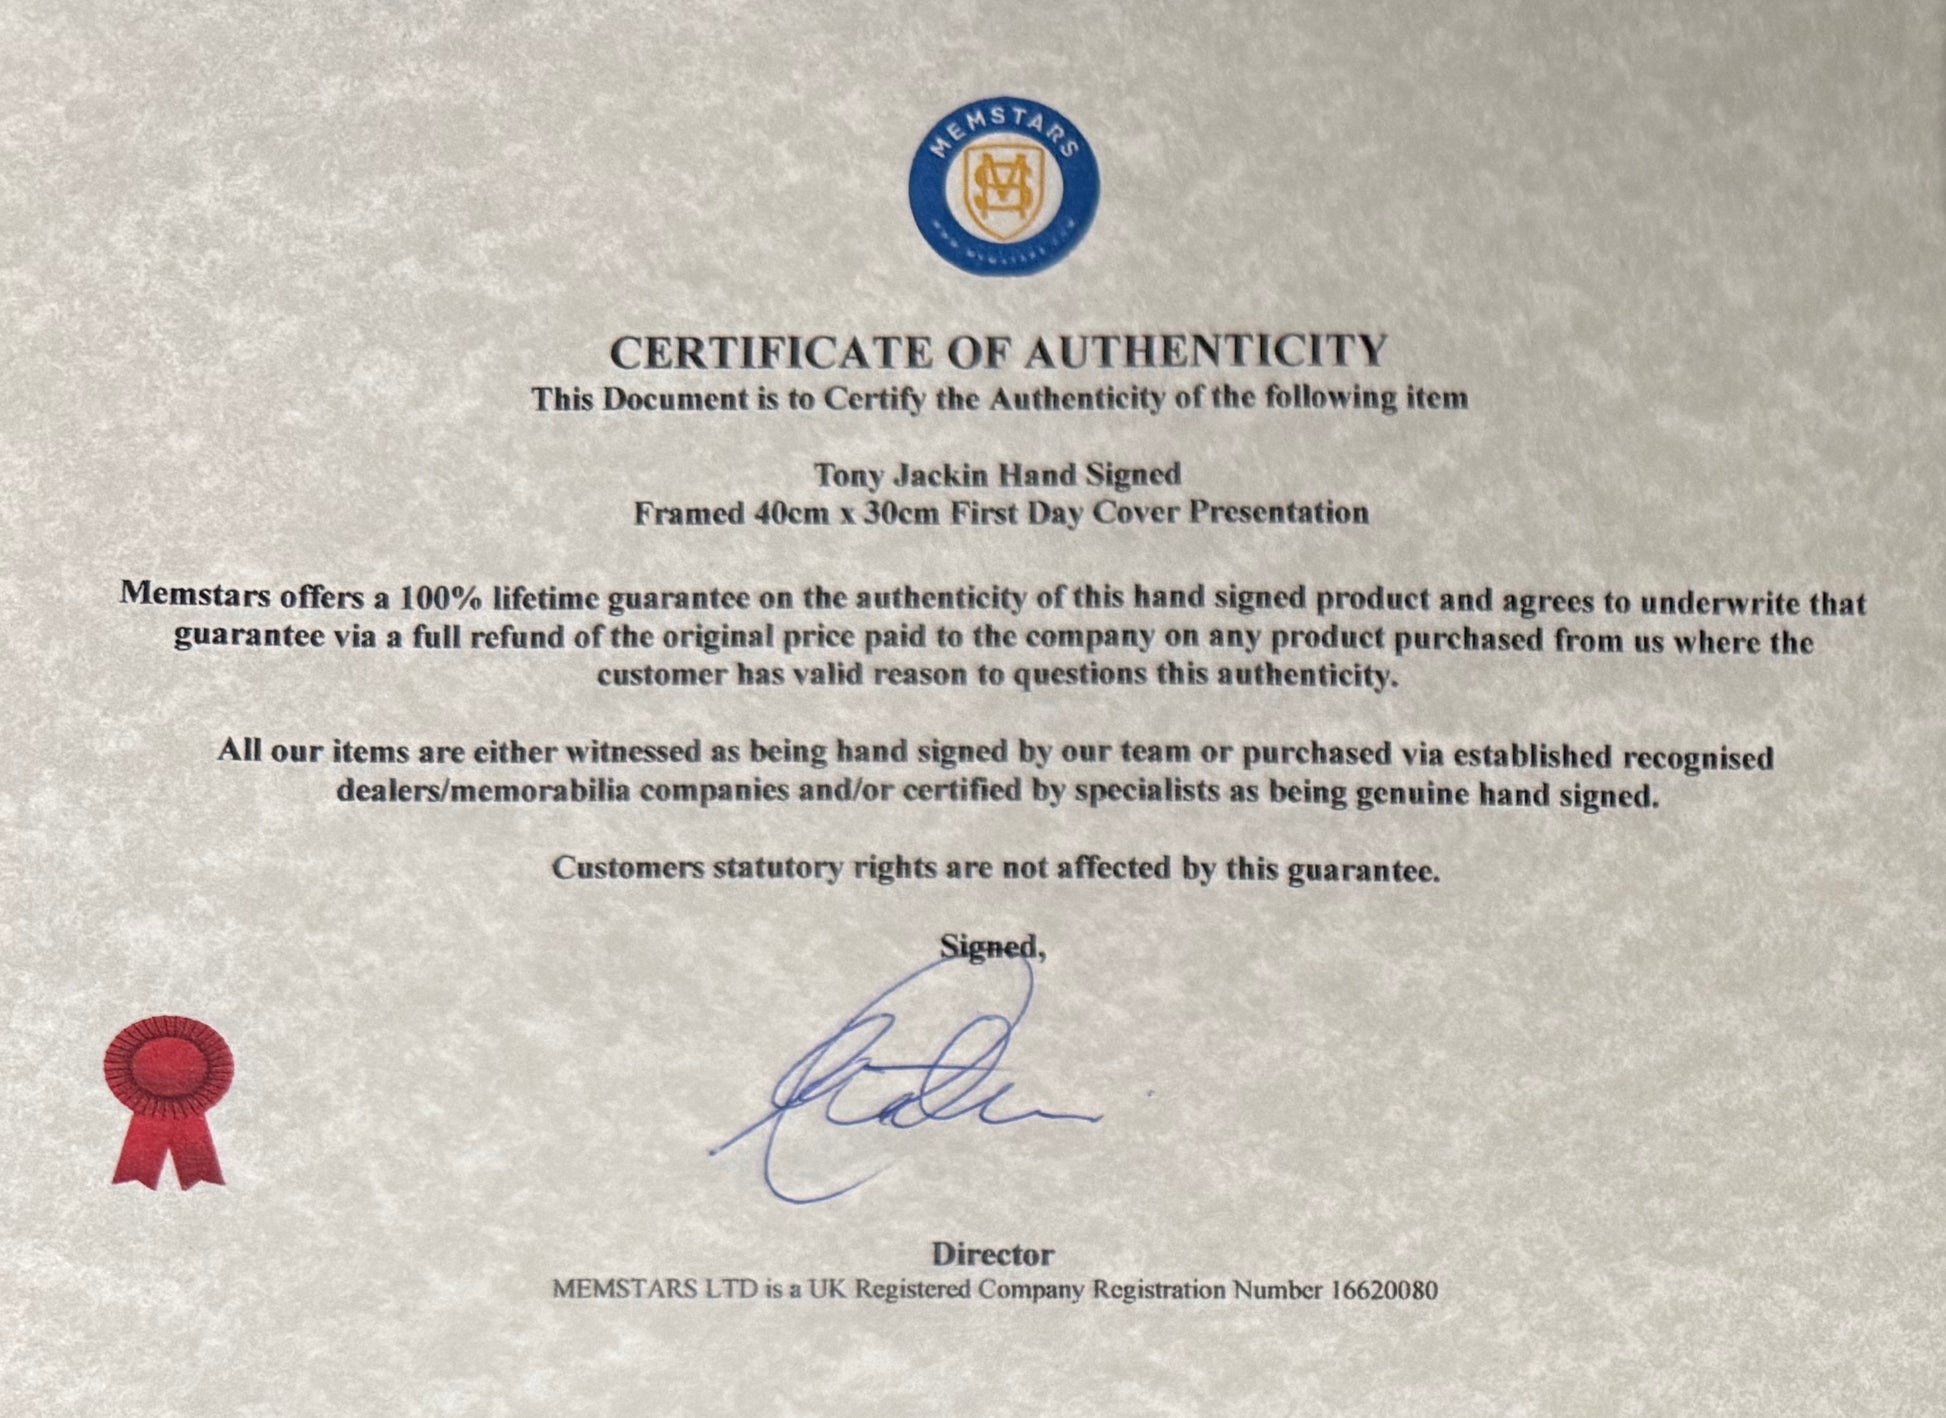 MEMSTARS
CERTIFICATE OF AUTHENTICITY
This Document is to Certify the Authenticity of the following item
Tony Jackin Hand Signed
Framed 40cm x 30cm First Day Cover Presentation
Memstars offers a 100% lifetime guarantee on the authenticity of this hand signed product and agrees to underwrite that
guarantee via a full refund of the original price paid to the company on any product purchased from us where the
customer has valid reason to questions this authenticity.
All our items are either witnessed as being hand signed by our team or purchased via established recognised
dealers/memorabilia companies and/or certified by specialists as being genuine hand signed.
Customers statutory rights are not affected by this guarantee.
Signed,
Director
MEMSTARS LTD is a UK Registered Company Registration Number 16620080